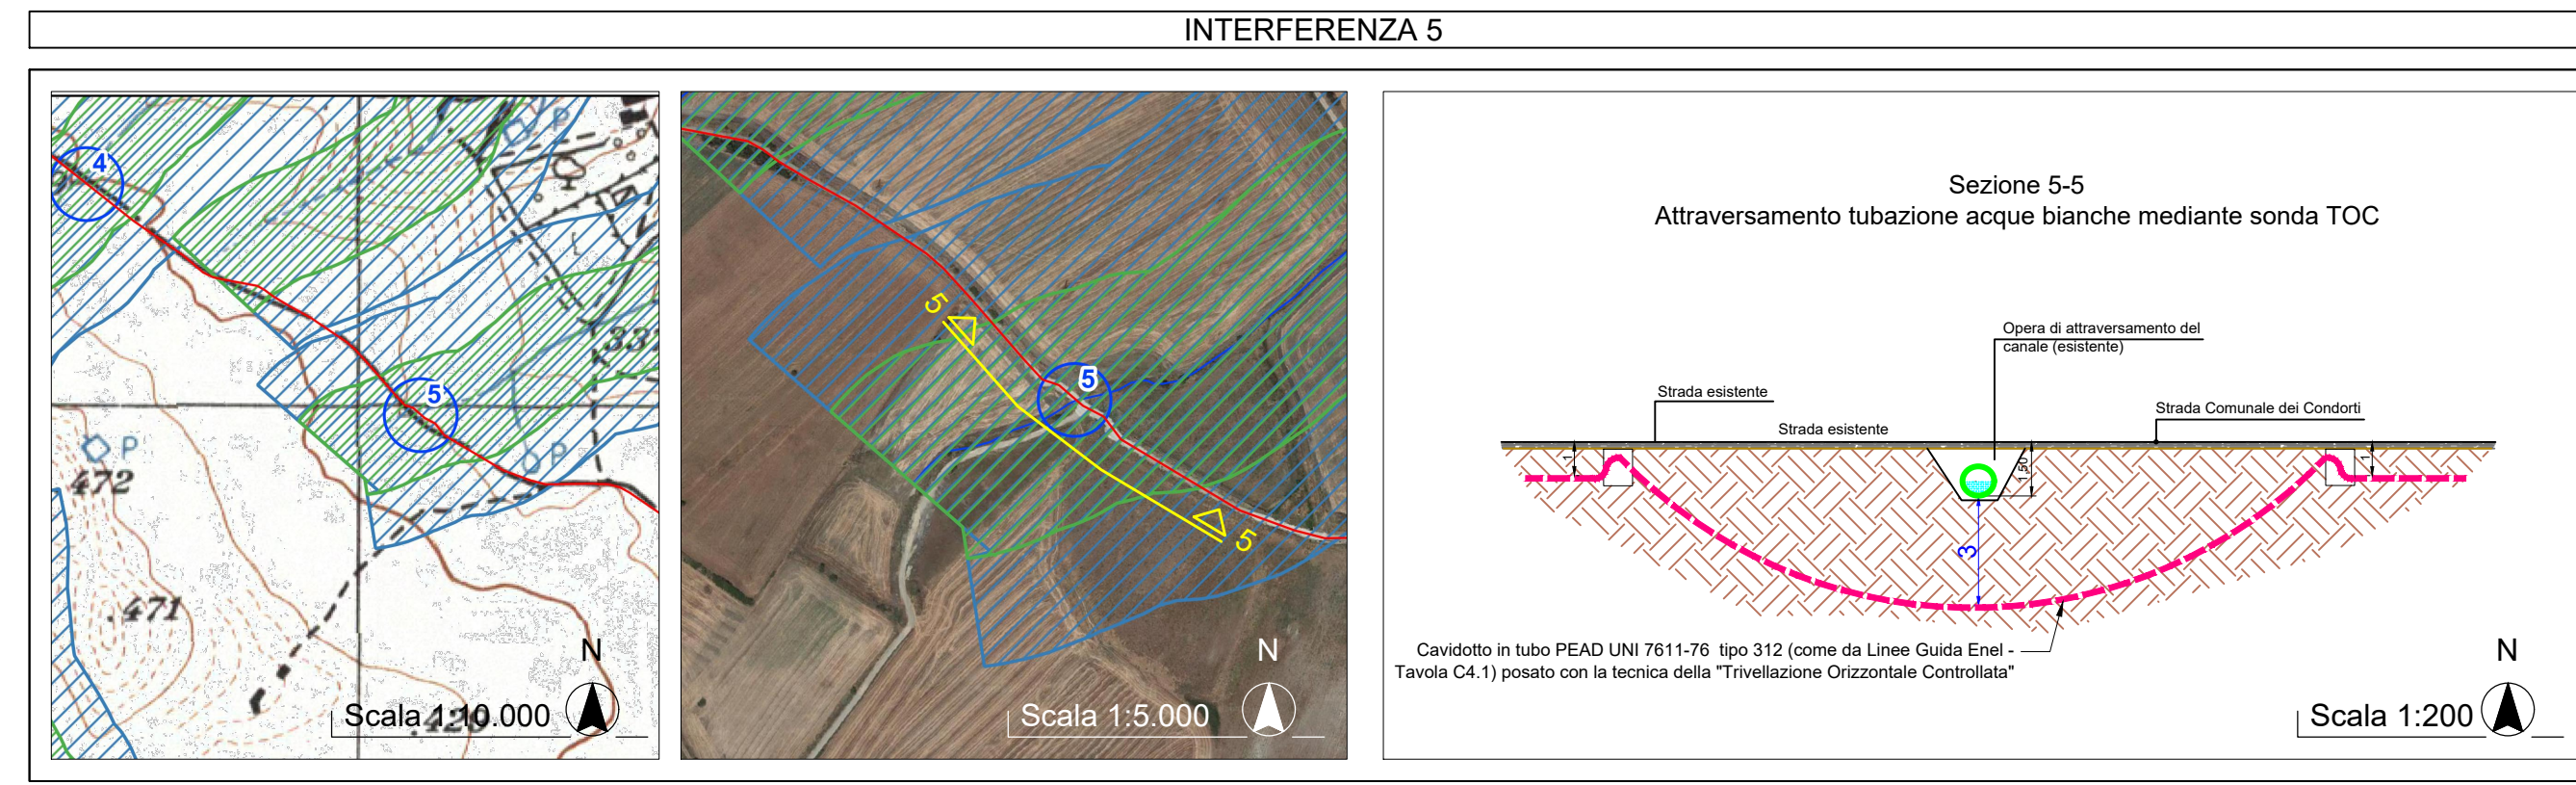 INTERFERENZA 5
4
5
P
P
P
472
471
N
Scala 1:10.000
5
5
5
N
Scala 1:5.000
Sezione 5-5
Attraversamento tubazione acque bianche mediante sonda TOC
Opera di attraversamento del
canale (esistente)
Strada esistente
Strada Comunale dei Condorti
Strada esistente
1
1,50
1
3
Cavidotto in tubo PEAD UNI 7611-76 tipo 312 (come da Linee Guida Enel -
Tavola C4.1) posato con la tecnica della "Trivellazione Orizzontale Controllata"
N
Scala 1:200